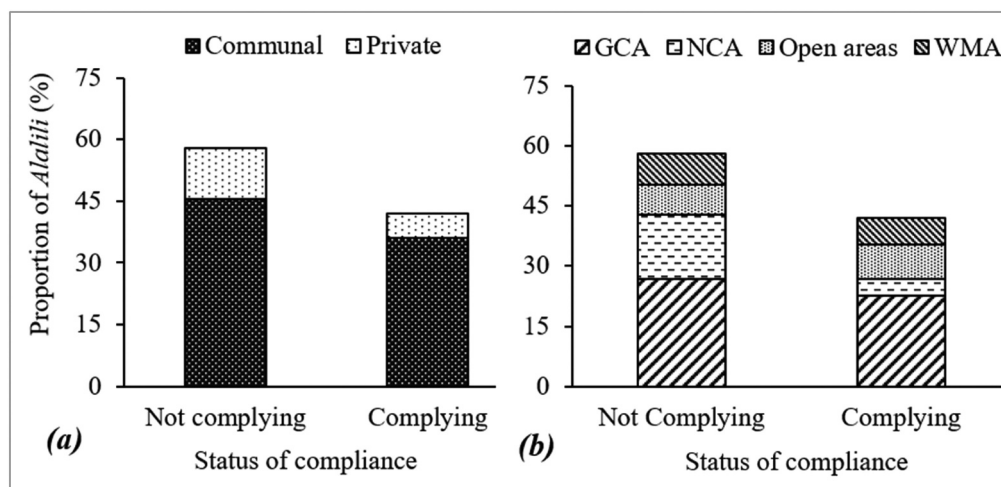 Communal Private
Proportion of Alalili (%)
75
60
45
30
15
0
Not complying Complying
(a)
Status of compliance
GCA NCA Open areas WMA
75
60
45
30
15
0
Not Complying Complying
(b)
Status of compliance